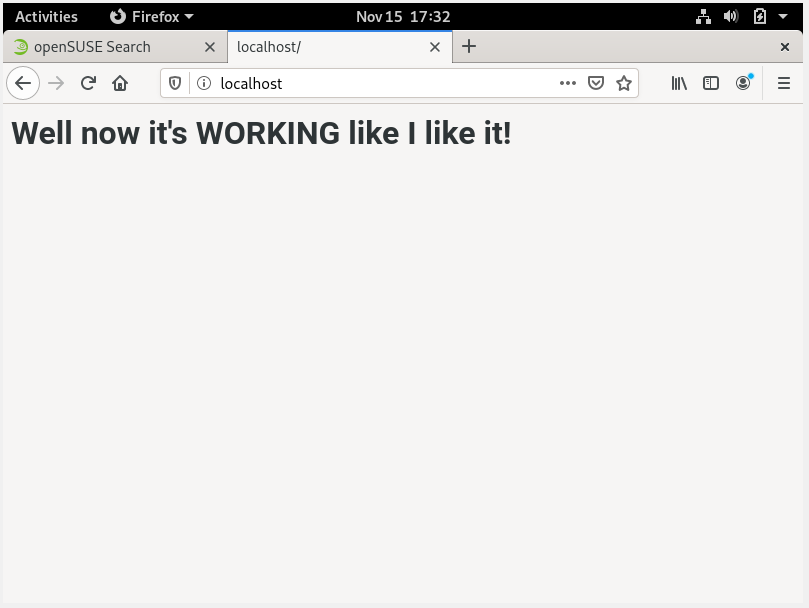 Activities Firefox Nov 15 17:32
openSUSE Search localhost/
localhost
Well now it's WORKING like I like it!